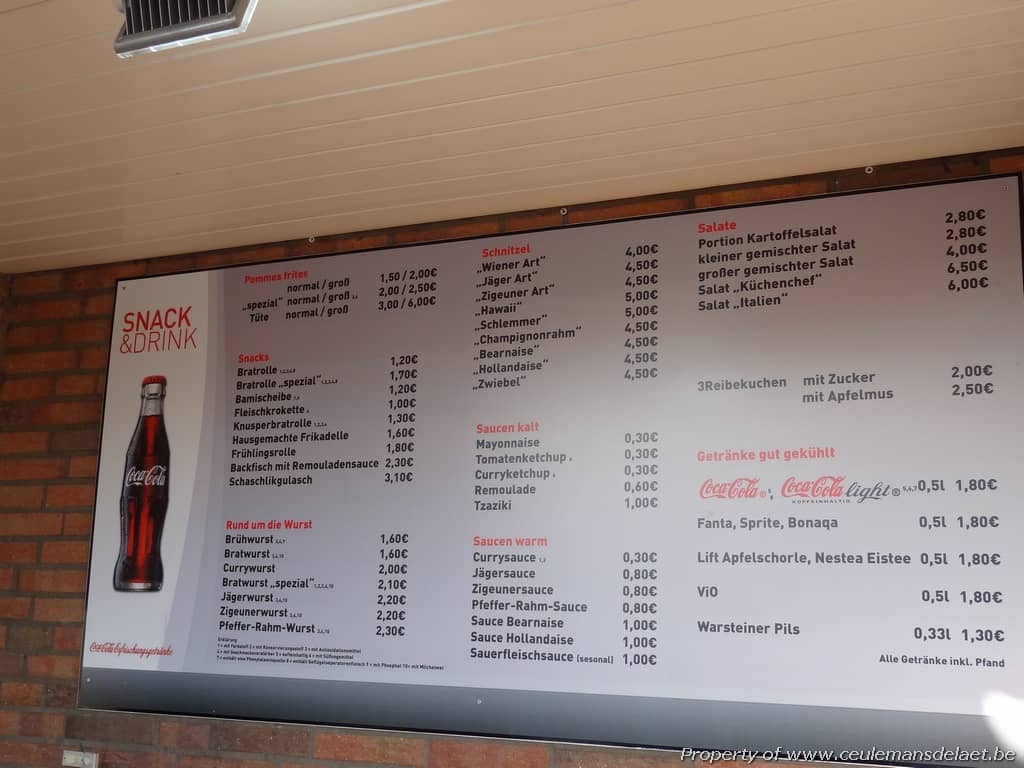 SNACK
&DRINK
Coca-Cola
Coca-Cola Erfrischungsgetränke
Pommes frites
normal / groß 1,50 / 2,00€
„spezial“ normal / groß 2,00 / 2,50€
Tüte normal / groß 3,00 / 6,00€
Snacks
Bratrolle 1,20€
Bratrolle „spezial“ 1,70€
Bamischeibe 1,20€
Fleischkrokette 1,00€
Knusperbratrolle 1,30€
Hausgemachte Frikadelle 1,60€
Frühlingsrolle 1,80€
Backfisch mit Remouladensauce 2,30€
Schaschlikgulasch 3,10€
Rund um die Wurst
Brühwurst 1,60€
Bratwurst 1,60€
Currywurst 2,00€
Bratwurst „spezial“ 2,10€
Jägerwurst 2,20€
Zigeunerwurst 2,20€
Pfeffer-Rahm-Wurst 2,30€
Erklärung
Schnitzel
„Wiener Art“ 4,00€
„Jäger Art“ 4,50€
„Zigeuner Art“ 4,50€
„Hawaii“ 5,00€
„Schlemmer“ 5,00€
„Champignonrahm“ 4,50€
„Bearnaise“ 4,50€
„Hollandaise“ 4,50€
„Zwiebel“ 4,50€
Saucen kalt
Mayonnaise 0,30€
Tomatenketchup 0,30€
Curryketchup 0,30€
Remoulade 0,60€
Tzaziki 1,00€
Saucen warm
Currysauce 0,30€
Jägersauce 0,80€
Zigeunersauce 0,80€
Pfeffer-Rahm-Sauce 0,80€
Sauce Bearnaise 1,00€
Sauce Hollandaise 1,00€
Sauerfleischsauce (sesonal) 1,00€
Salate
Portion Kartoffelsalat 2,80€
kleiner gemischter Salat 2,80€
großer gemischter Salat 4,00€
Salat „Küchenchef“ 6,50€
Salat „Italien“ 6,00€
3Reibekuchen mit Zucker 2,00€
mit Apfelmus 2,50€
Getränke gut gekühlt
Coca-Cola®, Coca-Cola light® 5,6,7 0,5l 1,80€
KOFFEINHALTIG
Fanta, Sprite, Bonaqa 0,5l 1,80€
Lift Apfelschorle, Nestea Eistee 0,5l 1,80€
ViO 0,5l 1,80€
Warsteiner Pils 0,33l 1,30€
Alle Getränke inkl. Pfand
Property of www.ceulemansdelaet.be